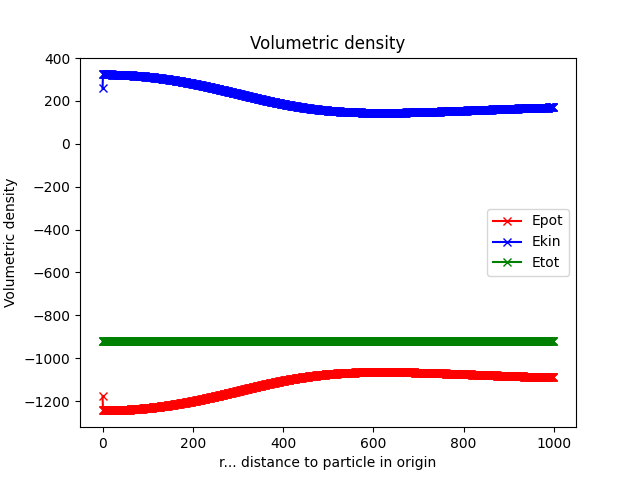 Volumetric density
400
200
0
−200
−400
−600
−800
−1000
−1200
Volumetric density
Epot
Ekin
Etot
0
200
400
600
800
1000
r... distance to particle in origin